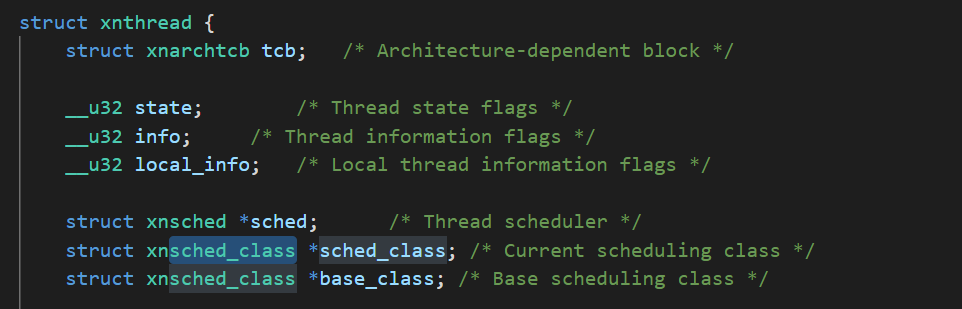 struct xnthread {
struct xnarchtcb tcb; /* Architecture-dependent block */
__u32 state; /* Thread state flags */
__u32 info; /* Thread information flags */
__u32 local_info; /* Local thread information flags */
struct xnsched *sched; /* Thread scheduler */
struct xnsched_class *sched_class; /* Current scheduling class */
struct xnsched_class *base_class; /* Base scheduling class */